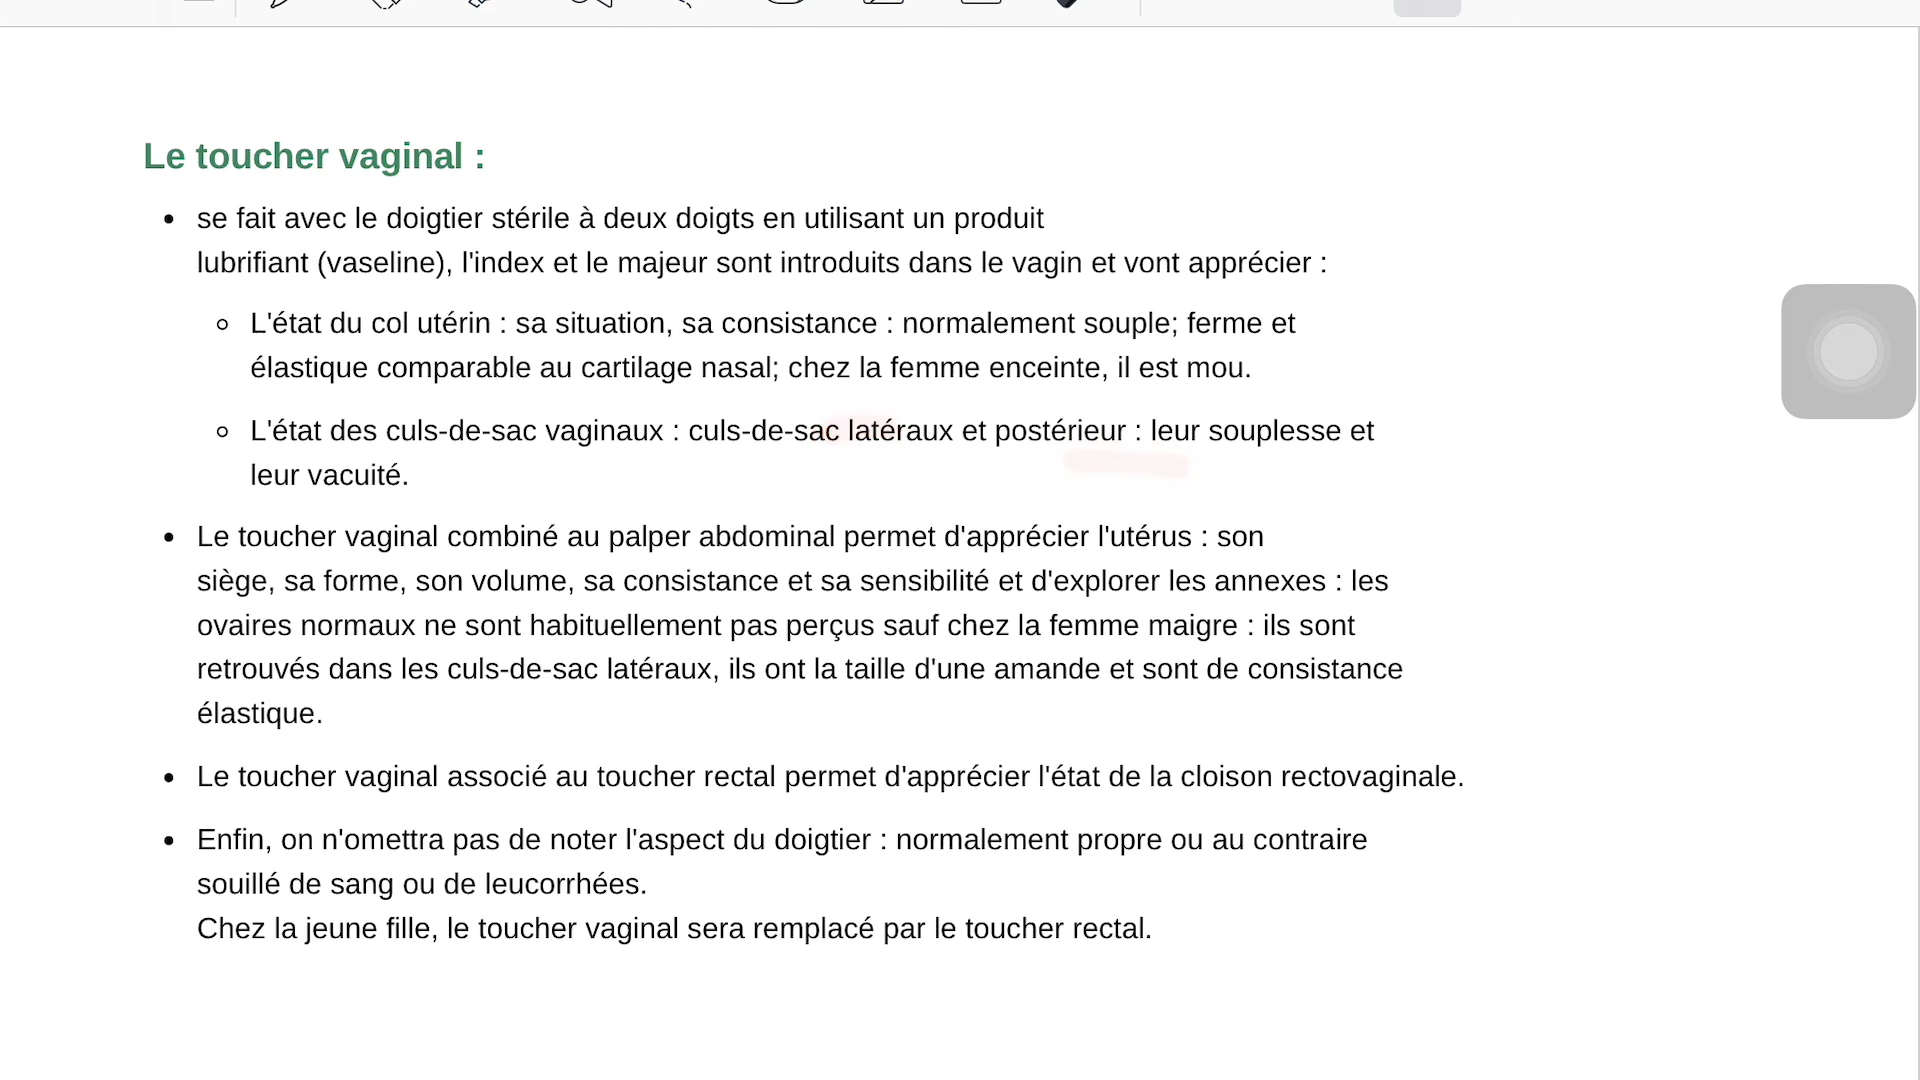 Le toucher vaginal :
se fait avec le doigtier stérile à deux doigts en utilisant un produit
lubrifiant (vaseline), l'index et le majeur sont introduits dans le vagin et vont apprécier :
L'état du col utérin : sa situation, sa consistance : normalement souple; ferme et
élastique comparable au cartilage nasal; chez la femme enceinte, il est mou.
L'état des culs-de-sac vaginaux : culs-de-sac latéraux et postérieur : leur souplesse et
leur vacuité.
Le toucher vaginal combiné au palper abdominal permet d'apprécier l'utérus : son
siège, sa forme, son volume, sa consistance et sa sensibilité et d'explorer les annexes : les
ovaires normaux ne sont habituellement pas perçus sauf chez la femme maigre : ils sont
retrouvés dans les culs-de-sac latéraux, ils ont la taille d'une amande et sont de consistance
élastique.
Le toucher vaginal associé au toucher rectal permet d'apprécier l'état de la cloison rectovaginale.
Enfin, on n'omettra pas de noter l'aspect du doigtier : normalement propre ou au contraire
souillé de sang ou de leucorrhées.
Chez la jeune fille, le toucher vaginal sera remplacé par le toucher rectal.